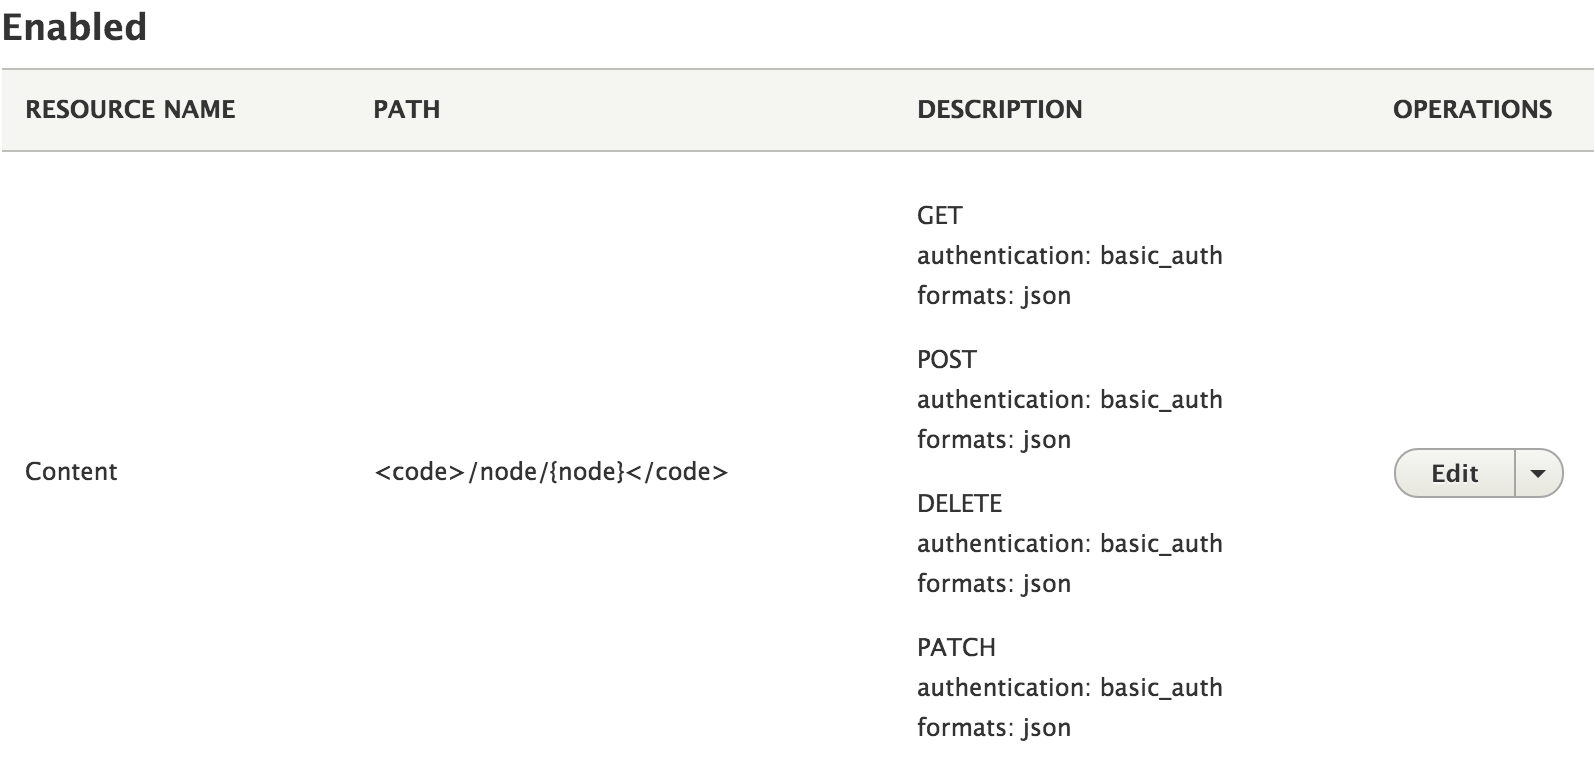 Enabled
RESOURCE NAME PATH DESCRIPTION OPERATIONS
GET
authentication: basic_auth
formats: json
POST
authentication: basic_auth
formats: json
Content <code>/node/{node}</code> Edit
DELETE
authentication: basic_auth
formats: json
PATCH
authentication: basic_auth
formats: json